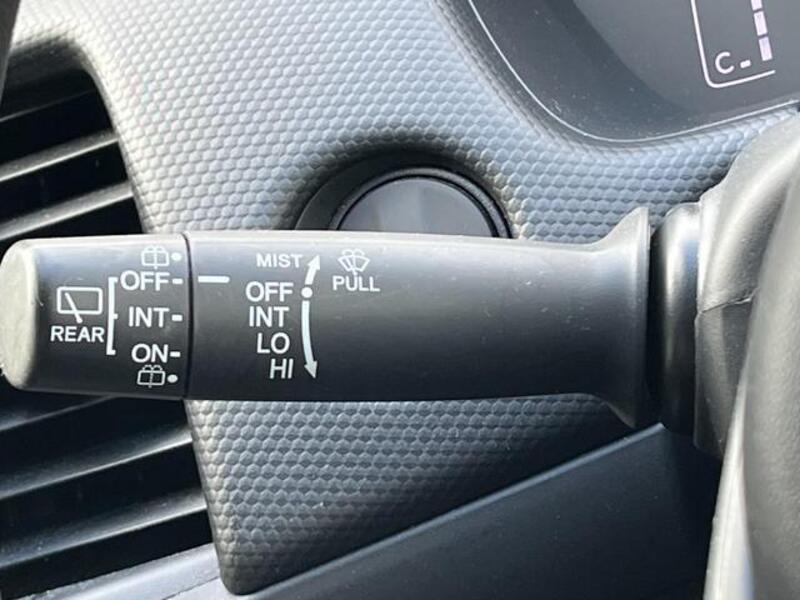 C
MIST
OFF
INT
LO
HI
PULL
REAR
OFF
INT
ON